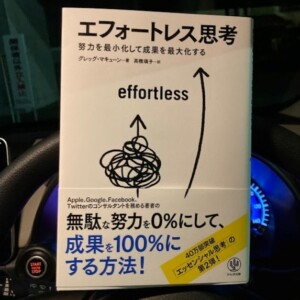 エフォートレス思考
努力を最小化して成果を最大化する
グレッグ・マキューン・著 高橋璃子・訳
effortless
Apple、Google、Facebook、
Twitterのコンサルタントを務める著者の
無駄な努力を0%にして、
成果を100%に
する方法!
40万部突破
『エッセンシャル思考』の
第2弾!